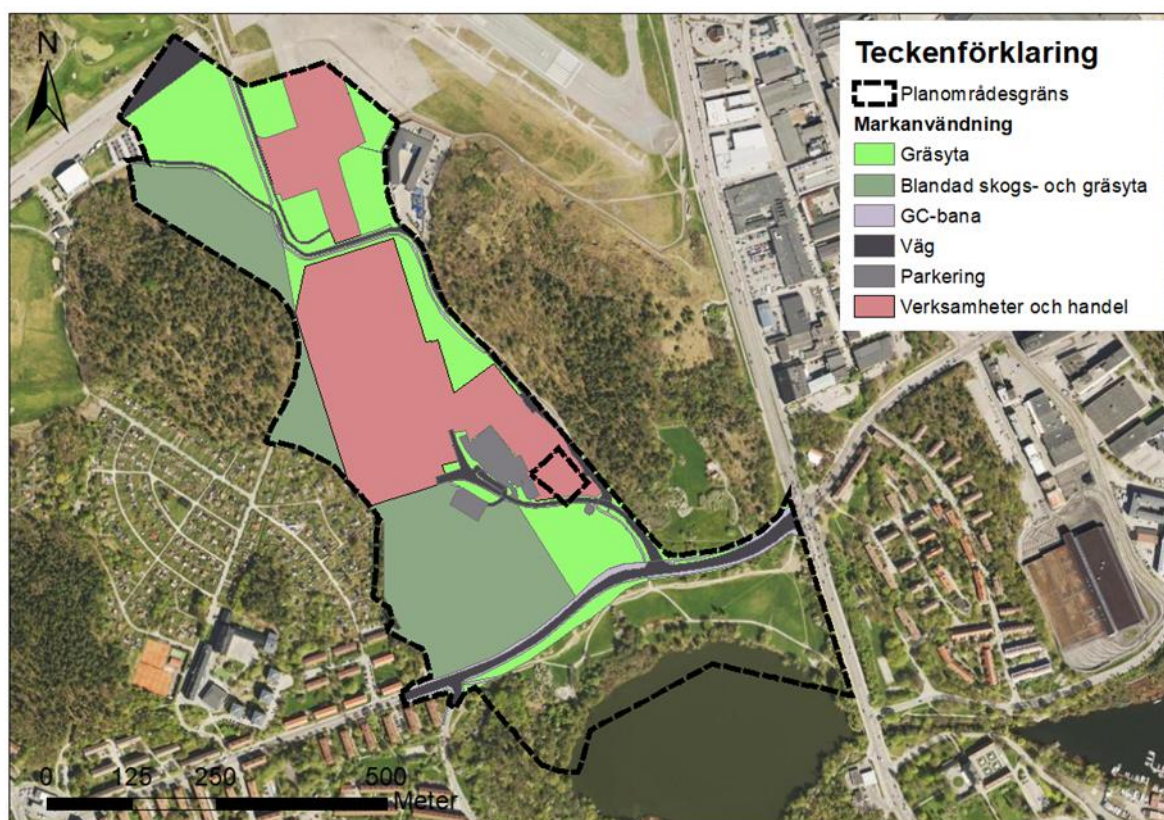 N
Teckenförklaring
Planområdesgräns
Markanvändning
Gräsyta
Blandad skogs- och gräsyta
GC-bana
Väg
Parkering
Verksamheter och handel
0 125 250 500
Meter